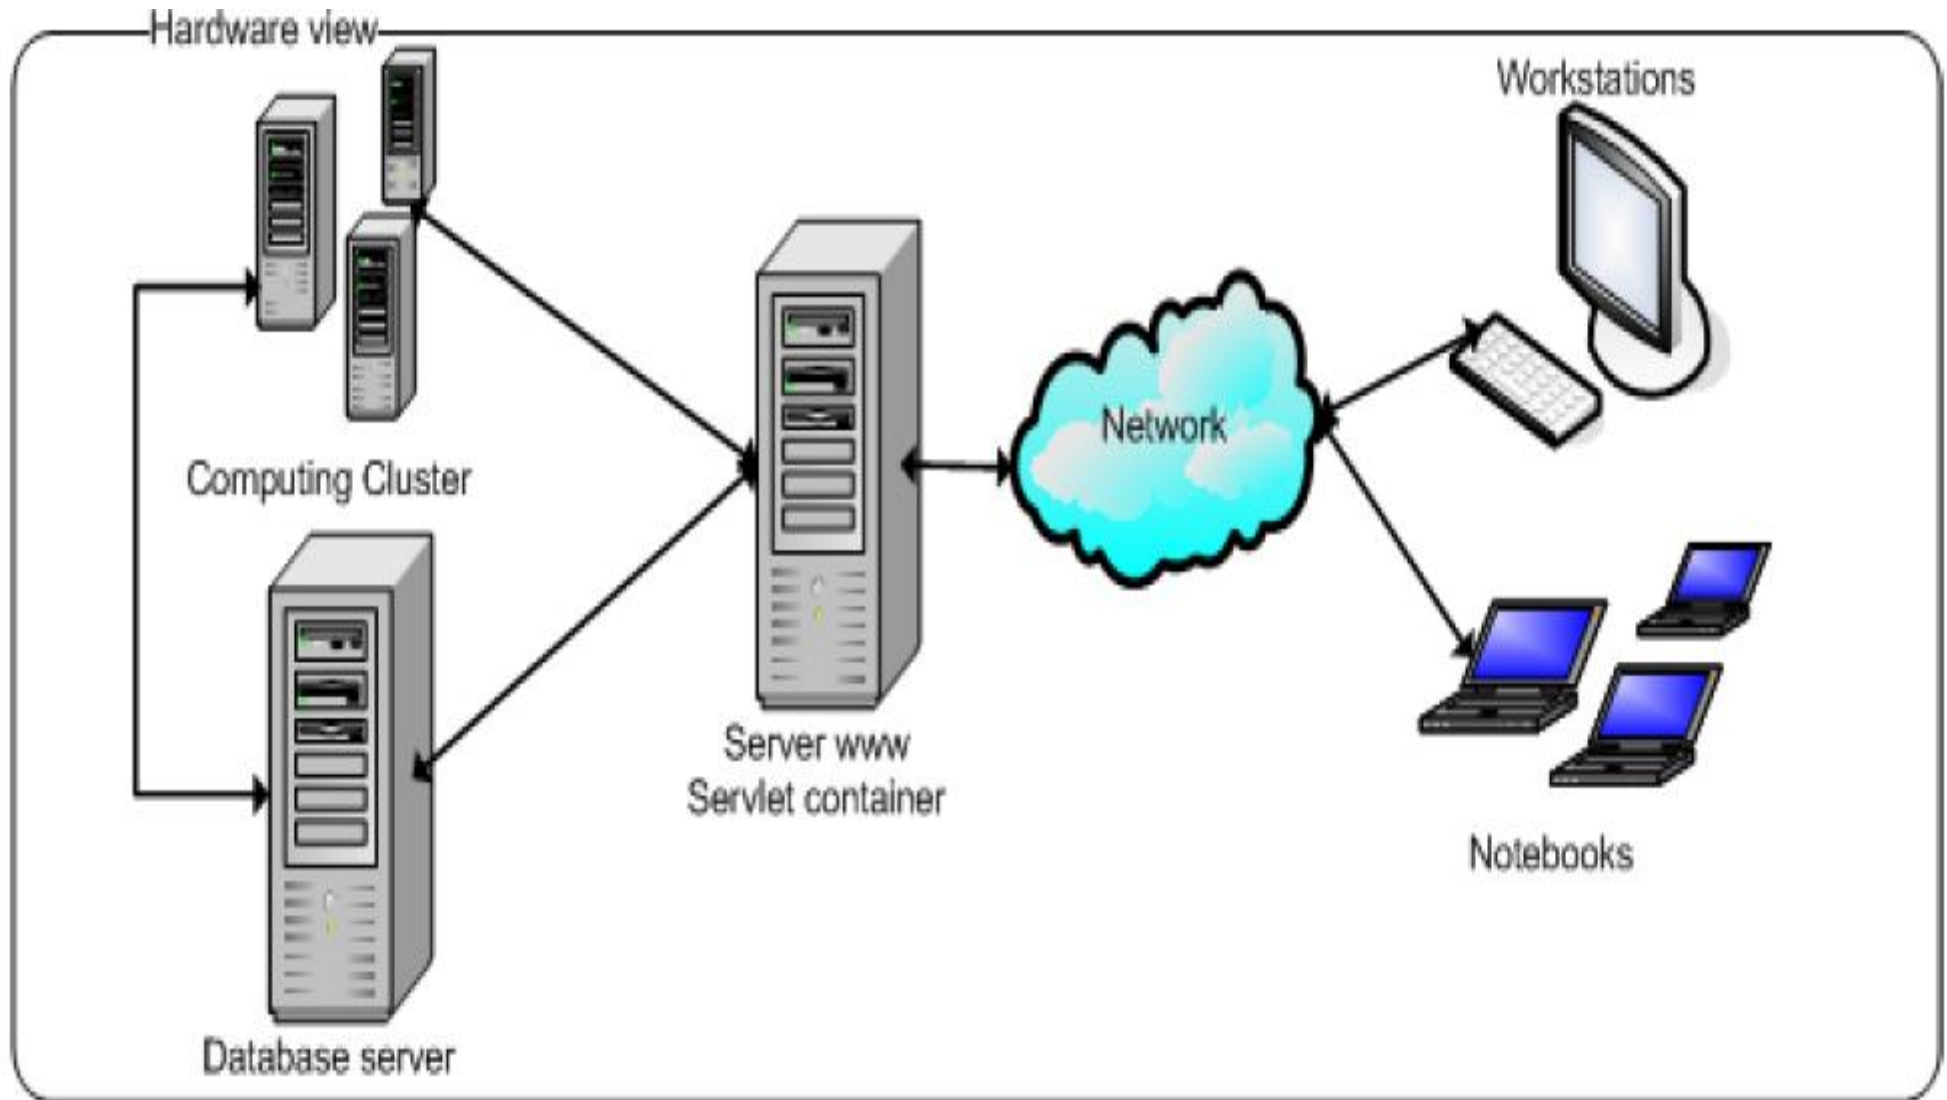 Hardware view
Workstations
Network
Computing Cluster
Server www
Servlet container
Notebooks
Database server